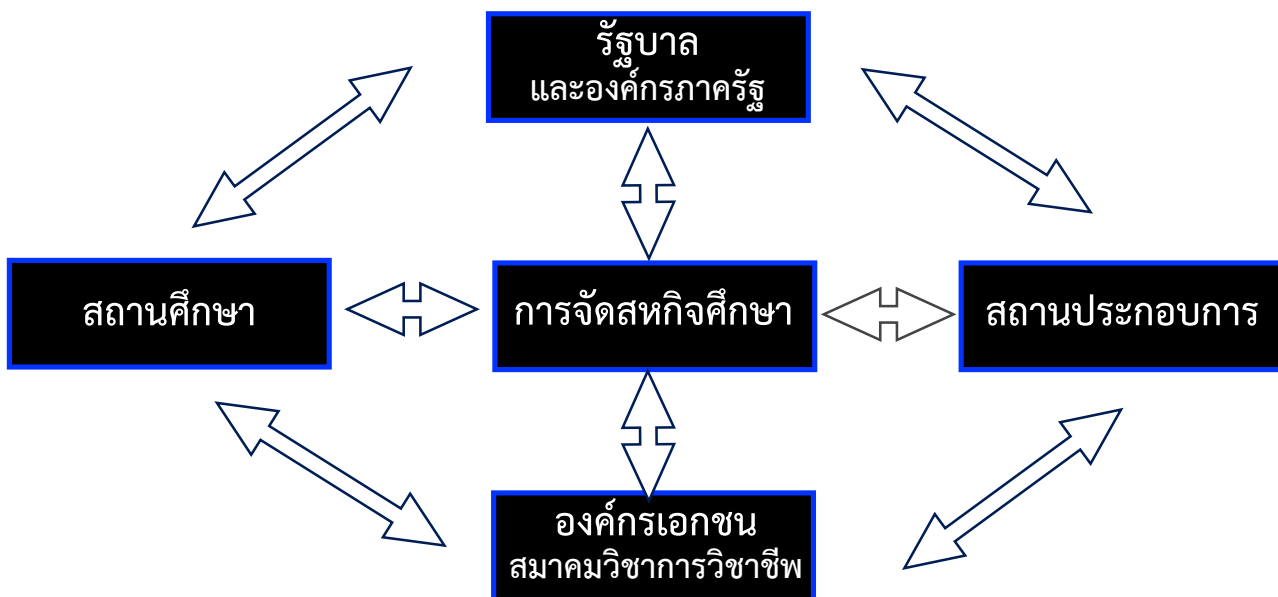 รัฐบาล
และองค์กรภาครัฐ
สถานศึกษา
การจัดสหกิจศึกษา
สถานประกอบการ
องค์กรเอกชน
สมาคมวิชาการวิชาชีพ